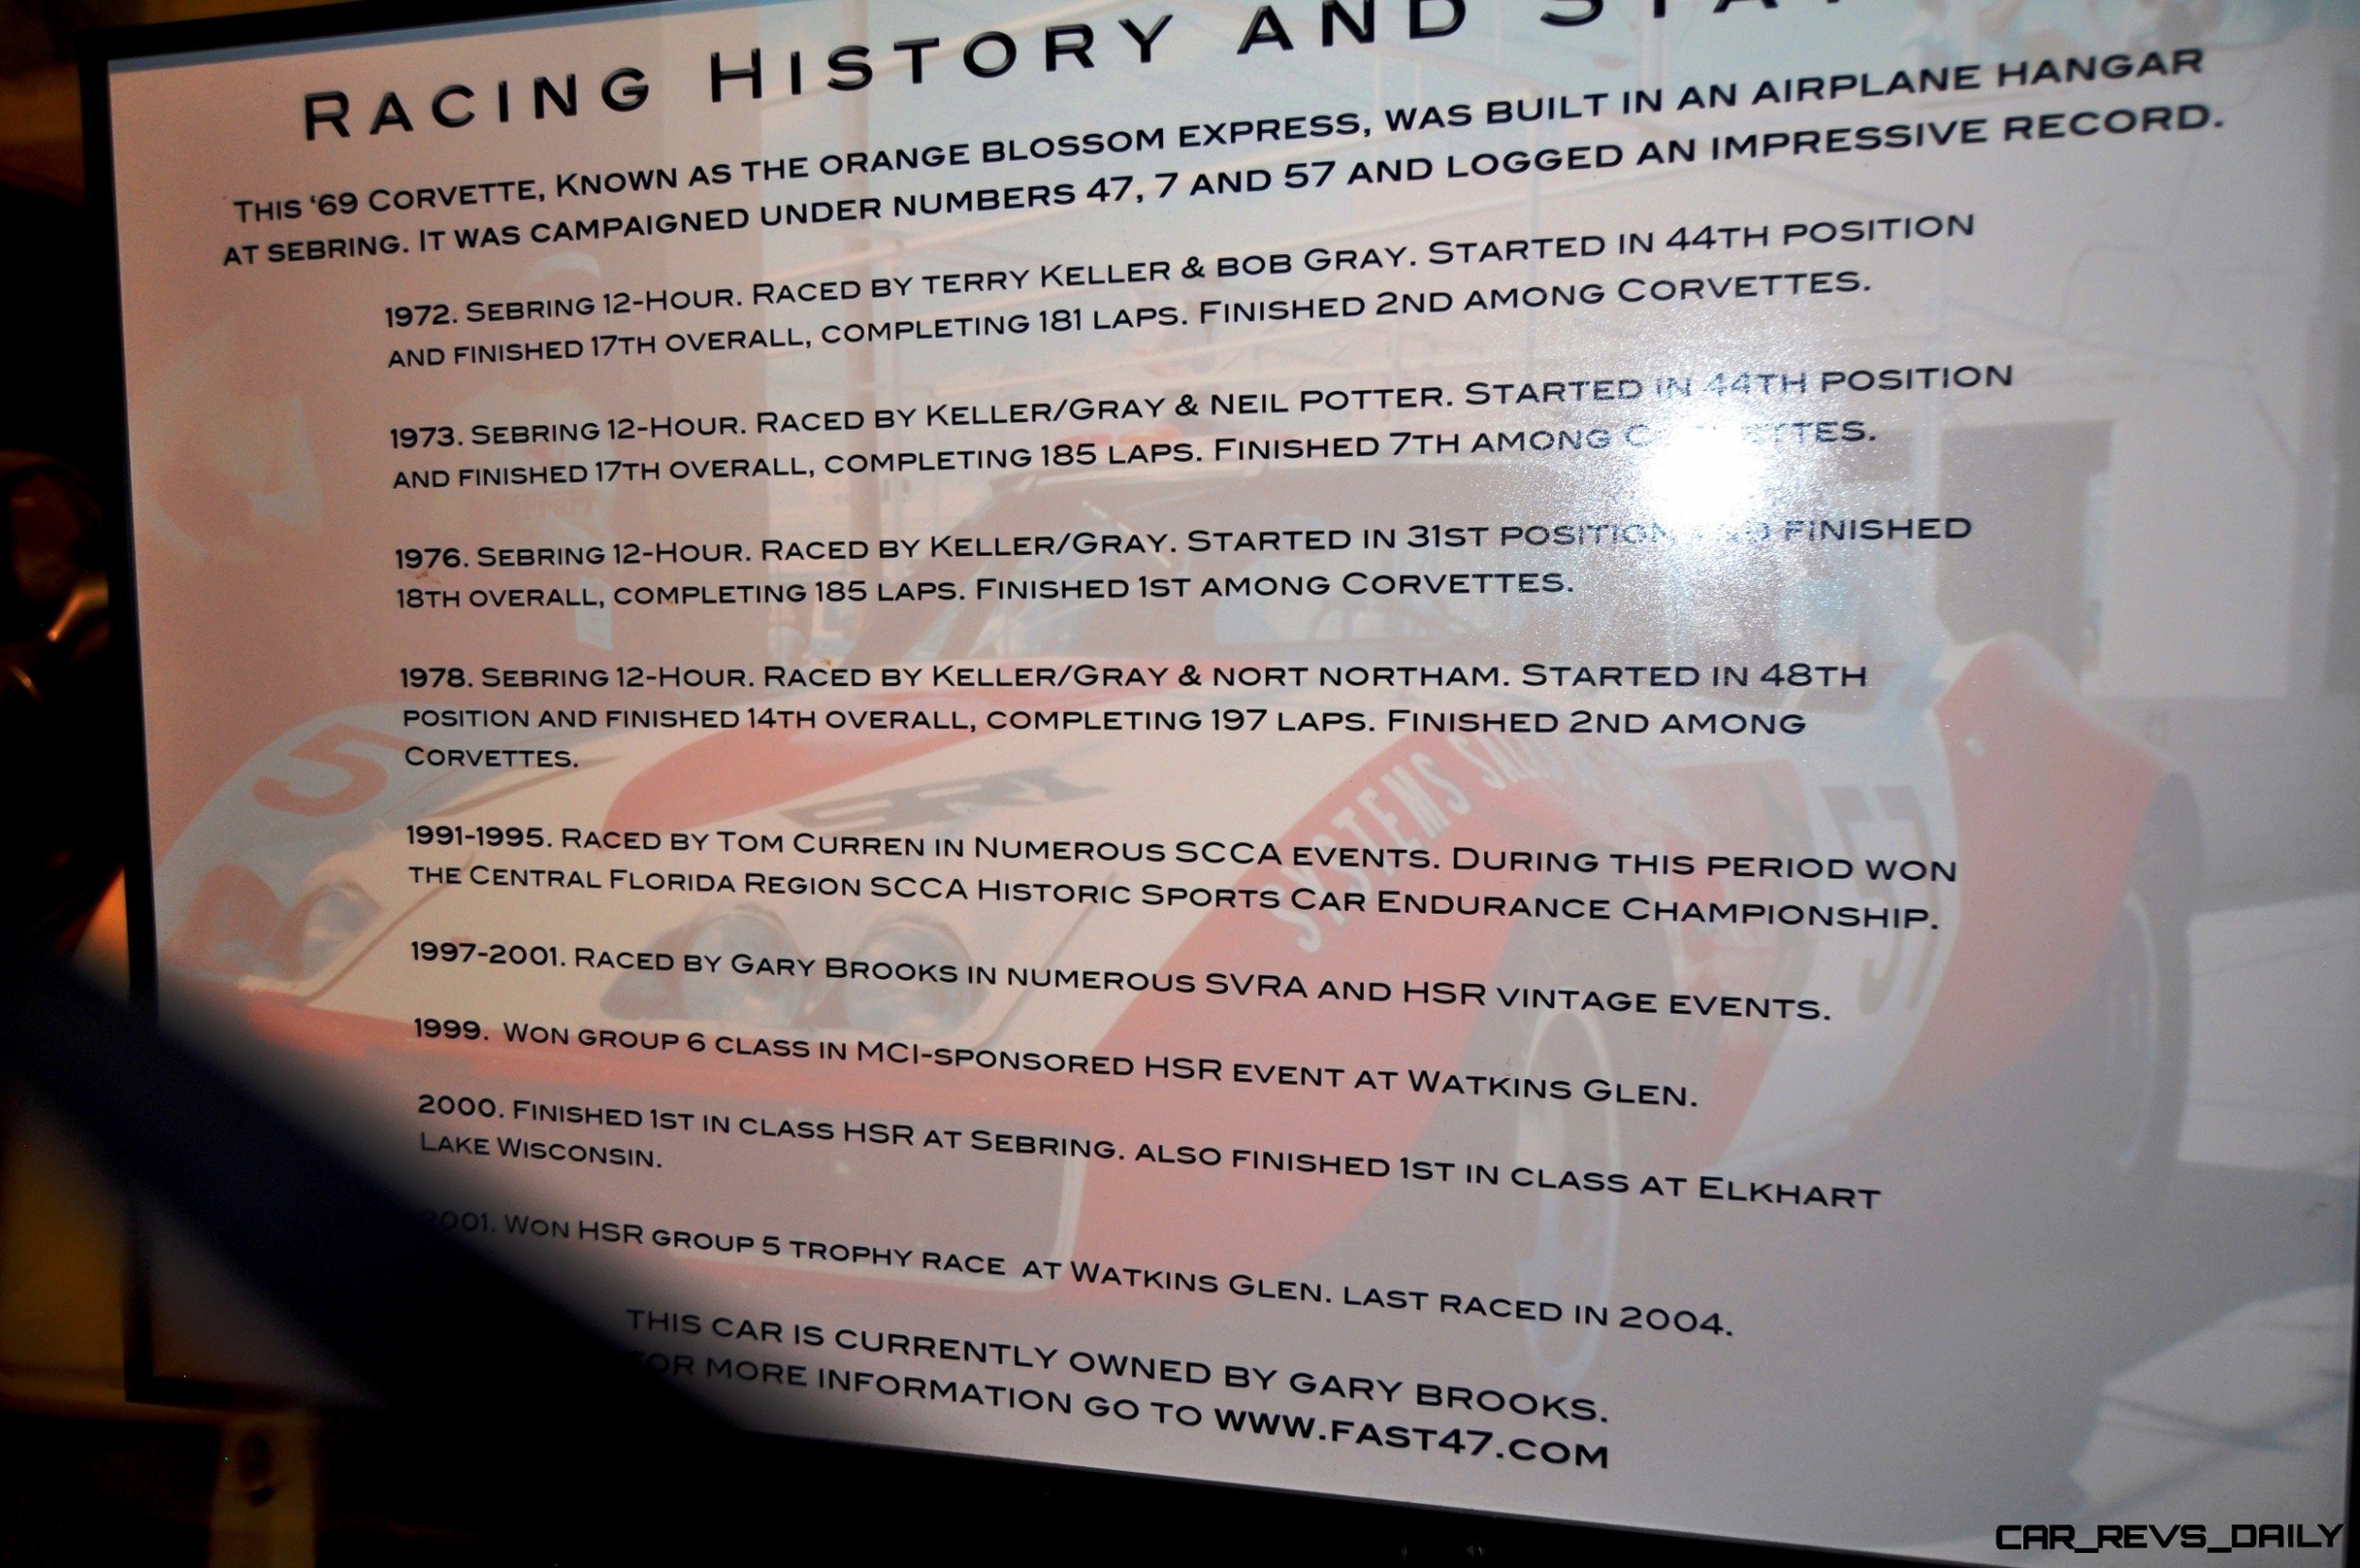 RACING HISTORY AND
THIS ‘69 CORVETTE, KNOWN AS THE ORANGE BLOSSOM EXPRESS, WAS BUILT IN AN AIRPLANE HANGAR
AT SEBRING. IT WAS CAMPAIGNED UNDER NUMBERS 47, 7 AND 57 AND LOGGED AN IMPRESSIVE RECORD.
1972. SEBRING 12-HOUR. RACED BY TERRY KELLER & BOB GRAY. STARTED IN 44TH POSITION
AND FINISHED 17TH OVERALL, COMPLETING 181 LAPS. FINISHED 2ND AMONG CORVETTES.
1973. SEBRING 12-HOUR. RACED BY KELLER/GRAY & NEIL POTTER. STARTED IN 44TH POSITION
AND FINISHED 17TH OVERALL, COMPLETING 185 LAPS. FINISHED 7TH AMONG
1976. SEBRING 12-HOUR. RACED BY KELLER/GRAY. STARTED IN 31ST POSITION FINISHED
18TH OVERALL, COMPLETING 185 LAPS. FINISHED 1ST AMONG CORVETTES.
1978. SEBRING 12-HOUR. RACED BY KELLER/GRAY & NORT NORTHAM. STARTED IN 48TH
POSITION AND FINISHED 14TH OVERALL, COMPLETING 197 LAPS. FINISHED 2ND AMONG
CORVETTES.
5
SYSTEMS
57
1991-1995. RACED BY TOM CURREN IN NUMEROUS SCCA EVENTS. DURING THIS PERIOD WON
THE CENTRAL FLORIDA REGION SCCA HISTORIC SPORTS CAR ENDURANCE CHAMPIONSHIP.
1997-2001. RACED BY GARY BROOKS IN NUMEROUS SVRA AND HSR VINTAGE EVENTS.
1999. WON GROUP 6 CLASS IN MCI-SPONSORED HSR EVENT AT WATKINS GLEN.
2000. FINISHED 1ST IN CLASS HSR AT SEBRING. ALSO FINISHED 1ST IN CLASS AT ELKHART
LAKE WISCONSIN.
2001. WON HSR GROUP 5 TROPHY RACE AT WATKINS GLEN. LAST RACED IN 2004.
THIS CAR IS CURRENTLY OWNED BY GARY BROOKS.
FOR MORE INFORMATION GO TO WWW.FAST47.COM
CAR_REVS_DAILY